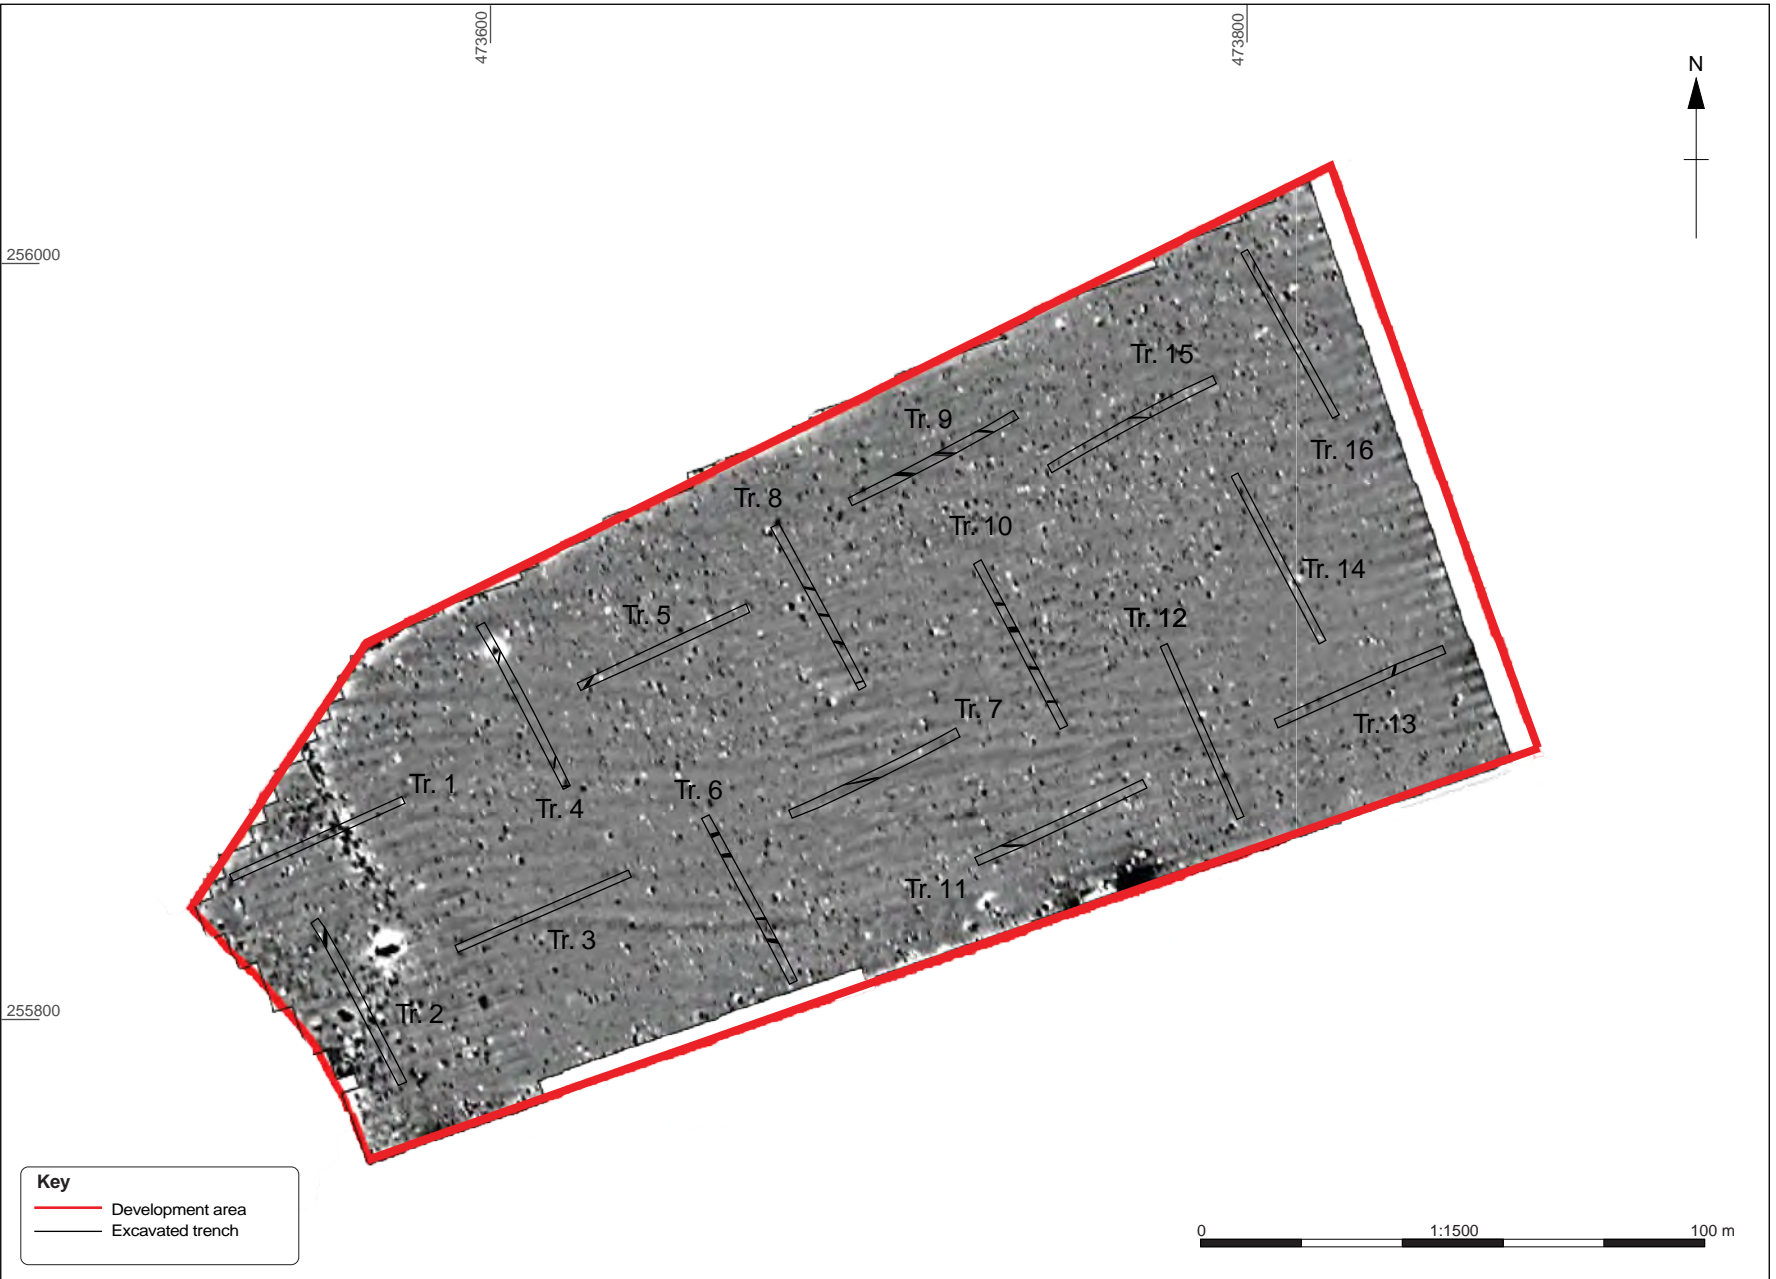 473600
473800
N
256000
Tr. 15
Tr. 9
Tr. 16
Tr. 8
Tr. 10
Tr. 14
Tr. 5
Tr. 12
Tr. 7
Tr. 13
Tr. 1
Tr. 6
Tr. 4
Tr. 11
Tr. 3
255800
Tr. 2
Key
Development area
Excavated trench
0 1:1500 100 m